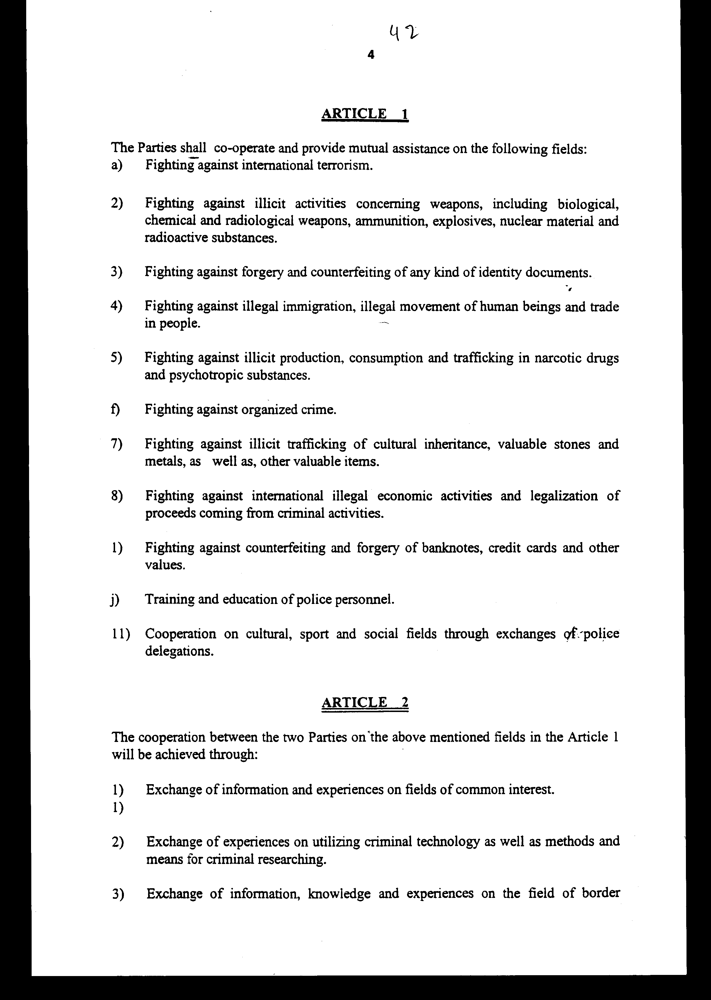 42
4
ARTICLE 1
The Parties shall co-operate and provide mutual assistance on the following fields:
a) Fighting against international terrorism.
2) Fighting against illicit activities concerning weapons, including biological,
chemical and radiological weapons, ammunition, explosives, nuclear material and
radioactive substances.
3) Fighting against forgery and counterfeiting of any kind of identity documents.
4) Fighting against illegal immigration, illegal movement of human beings and trade
in people.
5) Fighting against illicit production, consumption and trafficking in narcotic drugs
and psychotropic substances.
f) Fighting against organized crime.
7) Fighting against illicit trafficking of cultural inheritance, valuable stones and
metals, as well as, other valuable items.
8) Fighting against international illegal economic activities and legalization of
proceeds coming from criminal activities.
1) Fighting against counterfeiting and forgery of banknotes, credit cards and other
values.
j) Training and education of police personnel.
11) Cooperation on cultural, sport and social fields through exchanges of police
delegations.
ARTICLE 2
The cooperation between the two Parties on the above mentioned fields in the Article 1
will be achieved through:
1) Exchange of information and experiences on fields of common interest.
1)
2) Exchange of experiences on utilizing criminal technology as well as methods and
means for criminal researching.
3) Exchange of information, knowledge and experiences on the field of border